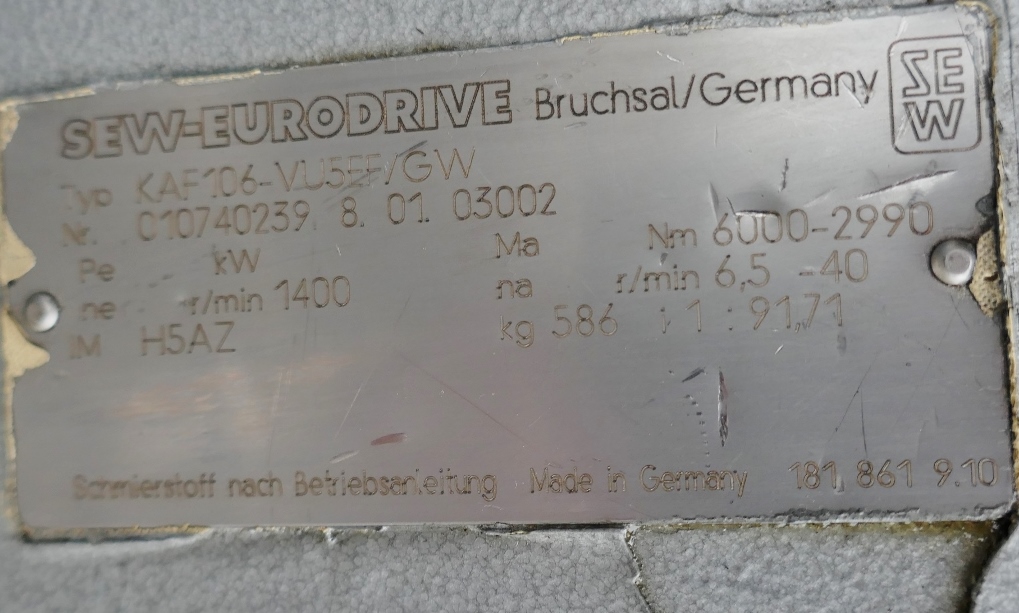 SEW-EURODRIVE Bruchsal/Germany SEW
Typ KAF106-VU5EF/GW
Nr. 010740239. 8. 01. 03002
Pe kW Ma Nm 6000-2990
ne r/min 1400 na r/min 6,5 -40
IM H5AZ kg 586 i 1 : 91,71
Schmierstoff nach Betriebsanleitung Made in Germany 181 861 9.10